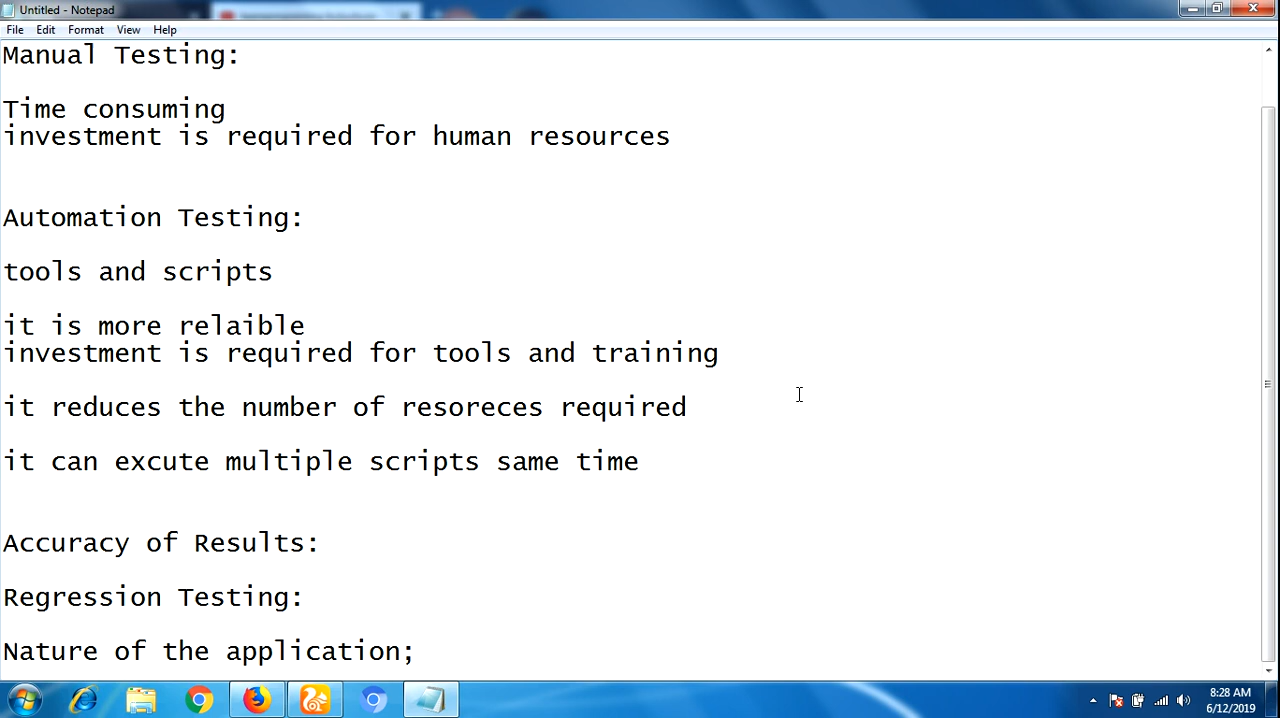 Untitled - Notepad
File Edit Format View Help
Manual Testing:
Time consuming
investment is required for human resources
Automation Testing:
tools and scripts
it is more relaible
investment is required for tools and training
it reduces the number of resoreces required
it can excute multiple scripts same time
Accuracy of Results:
Regression Testing:
Nature of the application;
8:28 AM
6/12/2019